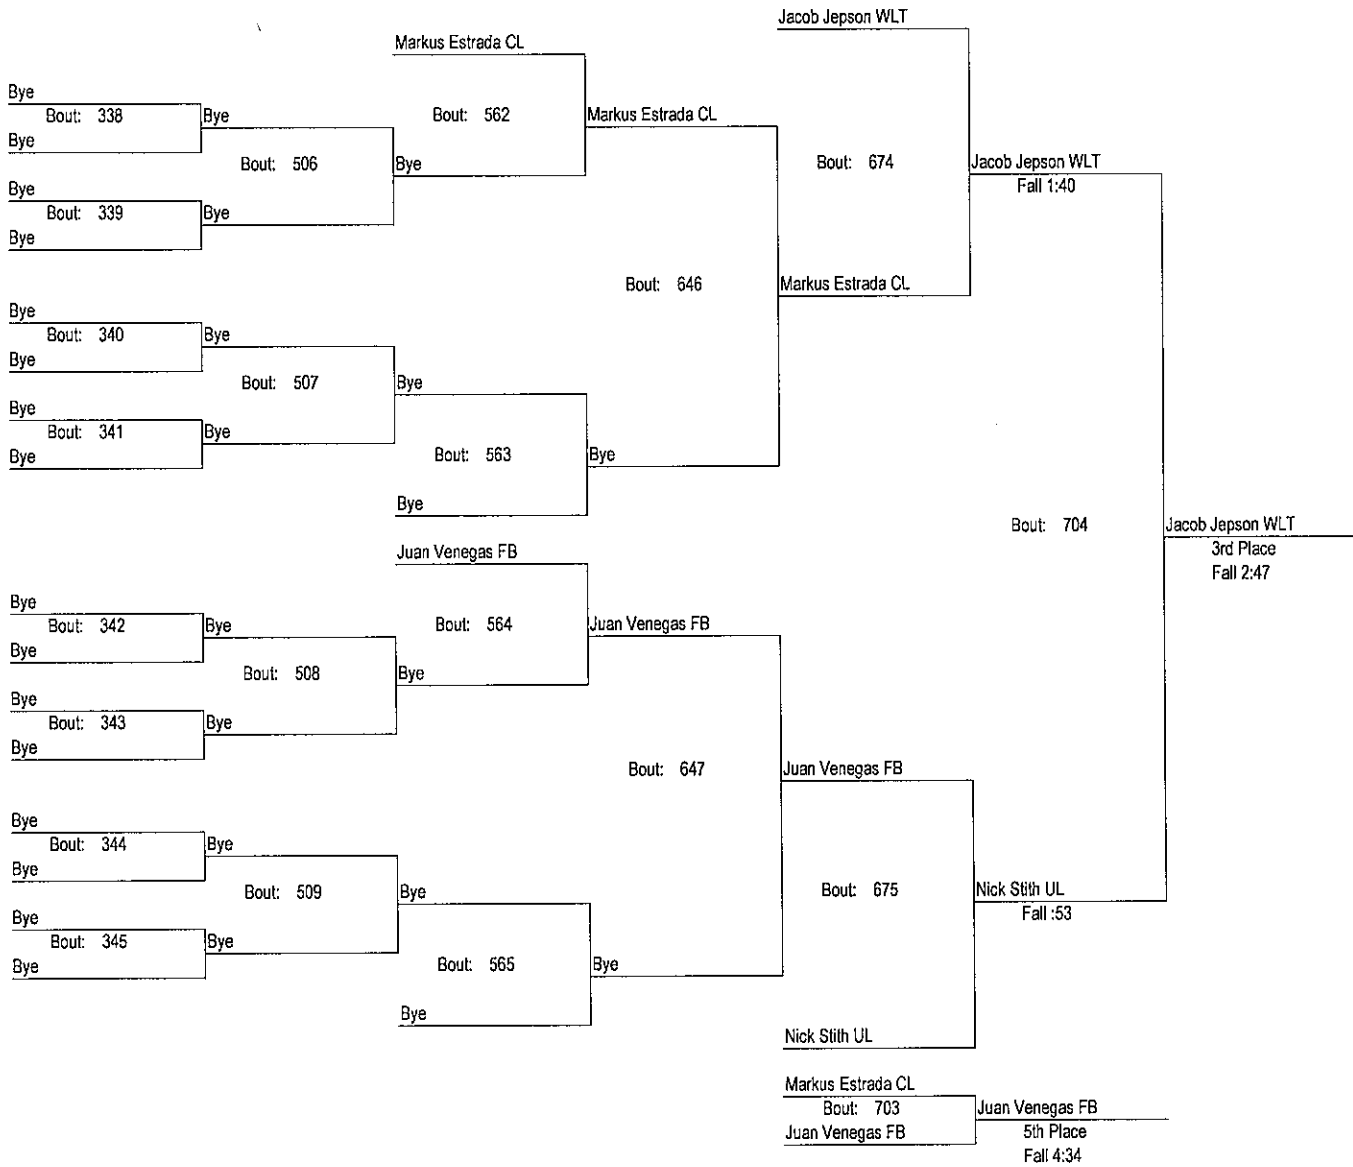 Jacob Jepson WLT
Markus Estrada CL
Bye
Bout: 338
Bye
Bye
Bout: 562
Markus Estrada CL
Bout: 506
Bye
Bout: 674
Jacob Jepson WLT
Fall 1:40
Bye
Bout: 339
Bye
Bye
Bout: 646
Markus Estrada CL
Bye
Bout: 340
Bye
Bye
Bout: 507
Bye
Bye
Bout: 341
Bye
Bye
Bout: 563
Bye
Bye
Bout: 704
Jacob Jepson WLT
3rd Place
Fall 2:47
Juan Venegas FB
Bye
Bout: 342
Bye
Bye
Bout: 564
Juan Venegas FB
Bout: 508
Bye
Bye
Bout: 343
Bye
Bye
Bout: 647
Juan Venegas FB
Bye
Bout: 344
Bye
Bye
Bout: 509
Bye
Bout: 675
Nick Stith UL
Fall :53
Bye
Bout: 345
Bye
Bye
Bout: 565
Bye
Bye
Nick Stith UL
Markus Estrada CL
Bout: 703
Juan Venegas FB
Juan Venegas FB
5th Place
Fall 4:34